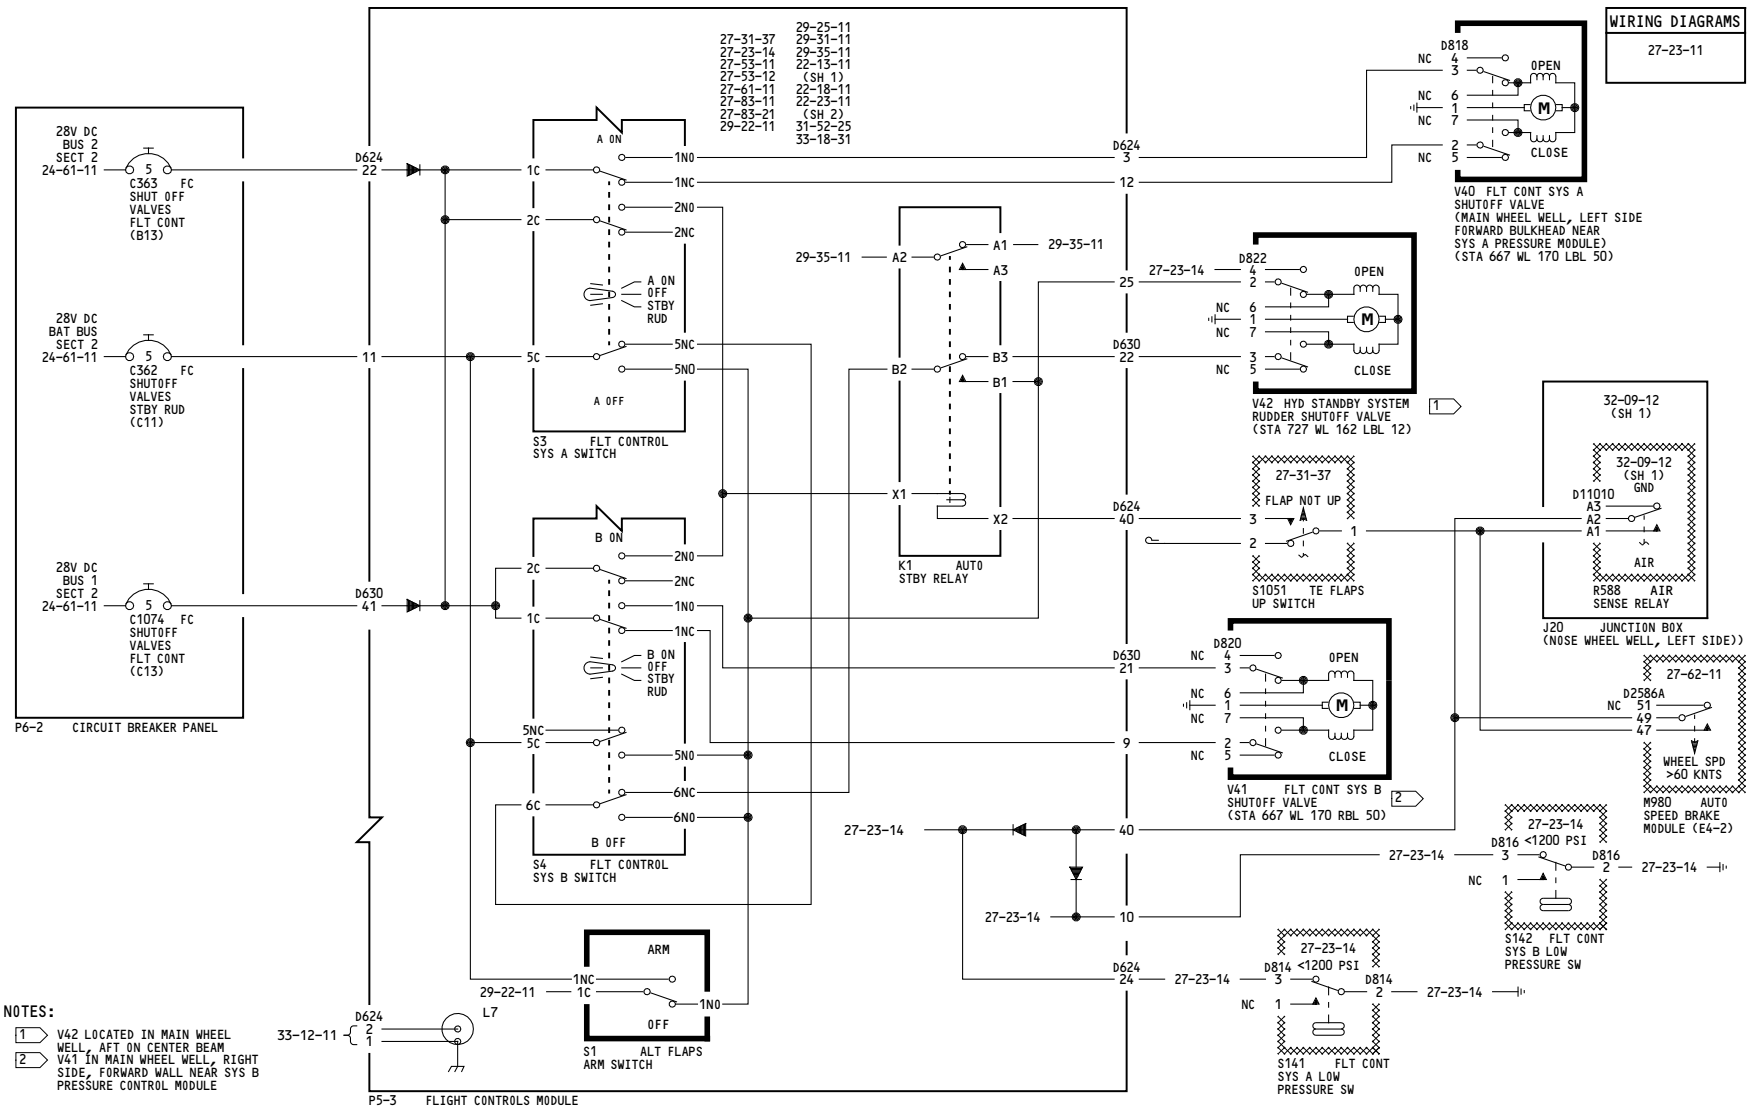 WIRING DIAGRAMS
27-23-11
29-25-11
27-31-37 29-31-11
27-23-14 29-35-11
27-53-11 22-13-11
27-53-12 (SH 1)
27-61-11 22-18-11
27-83-11 22-23-11
27-83-21 (SH 2)
29-22-11 31-52-25
33-18-31
28V DC
BUS 2
SECT 2
24-61-11
5
C363 FC
SHUT OFF
VALVES
FLT CONT
(B13)
28V DC
BAT BUS
SECT 2
24-61-11
5
C362 FC
SHUTOFF
VALVES
STBY RUD
(C11)
28V DC
BUS 1
SECT 2
24-61-11
5
C1074 FC
SHUTOFF
VALVES
FLT CONT
(C13)
P6-2 CIRCUIT BREAKER PANEL
D624
22
11
D630
41
A ON
1C
1NO
1NC
2C
2NO
2NC
A ON
OFF
STBY
RUD
5C
5NC
5NO
A OFF
S3 FLT CONTROL
SYS A SWITCH
B ON
2C
2NO
2NC
1NO
1C
1NC
B ON
OFF
STBY
RUD
5NC
5C
5NO
6NC
6C
6NO
B OFF
S4 FLT CONTROL
SYS B SWITCH
ARM
1NC
29-22-11 1C
1NO
OFF
S1 ALT FLAPS
ARM SWITCH
33-12-11
D624
2
1
L7
P5-3 FLIGHT CONTROLS MODULE
29-35-11 A2
A1 29-35-11
A3
B2
B3
B1
X1
X2
K1 AUTO
STBY RELAY
D624
3
12
25
D630
22
D624
40
D630
21
9
27-23-14
40
27-23-14
10
D624
24
27-23-14
D818
NC 4
3
OPEN
NC 6
1
M
NC 7
2
NC 5
CLOSE
V40 FLT CONT SYS A
SHUTOFF VALVE
(MAIN WHEEL WELL, LEFT SIDE
FORWARD BULKHEAD NEAR
SYS A PRESSURE MODULE)
(STA 667 WL 170 LBL 50)
D822
27-23-14 4
2
OPEN
NC 6
1
M
NC 7
3
NC 5
CLOSE
V42 HYD STANDBY SYSTEM
RUDDER SHUTOFF VALVE
(STA 727 WL 162 LBL 12)
1
27-31-37
FLAP NOT UP
3
2
1
S1051 TE FLAPS
UP SWITCH
32-09-12
(SH 1)
32-09-12
(SH 1)
GND
D11010
A3
A2
A1
AIR
R588 AIR
SENSE RELAY
J20 JUNCTION BOX
(NOSE WHEEL WELL, LEFT SIDE))
D820
NC 4
3
OPEN
NC 6
1
M
NC 7
2
NC 5
CLOSE
V41 FLT CONT SYS B
SHUTOFF VALVE
(STA 667 WL 170 RBL 50)
2
27-62-11
D2586A
NC 51
49
47
WHEEL SPD
>60 KNTS
M980 AUTO
SPEED BRAKE
MODULE (E4-2)
27-23-14
<1200 PSI
27-23-14
D816
3
D816
2
27-23-14
NC 1
S142 FLT CONT
SYS B LOW
PRESSURE SW
27-23-14
<1200 PSI
D814
3
D814
2
27-23-14
NC 1
S141 FLT CONT
SYS A LOW
PRESSURE SW
NOTES:
1 V42 LOCATED IN MAIN WHEEL
WELL, AFT ON CENTER BEAM
2 V41 IN MAIN WHEEL WELL, RIGHT
SIDE, FORWARD WALL NEAR SYS B
PRESSURE CONTROL MODULE